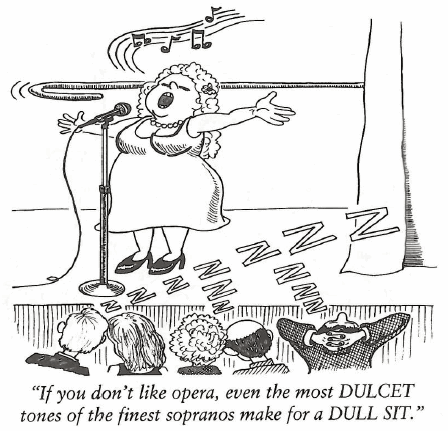 Z Z Z Z Z Z
Z Z Z Z
Z Z Z Z
"If you don't like opera, even the most DULCET
tones of the finest sopranos make for a DULL SIT."